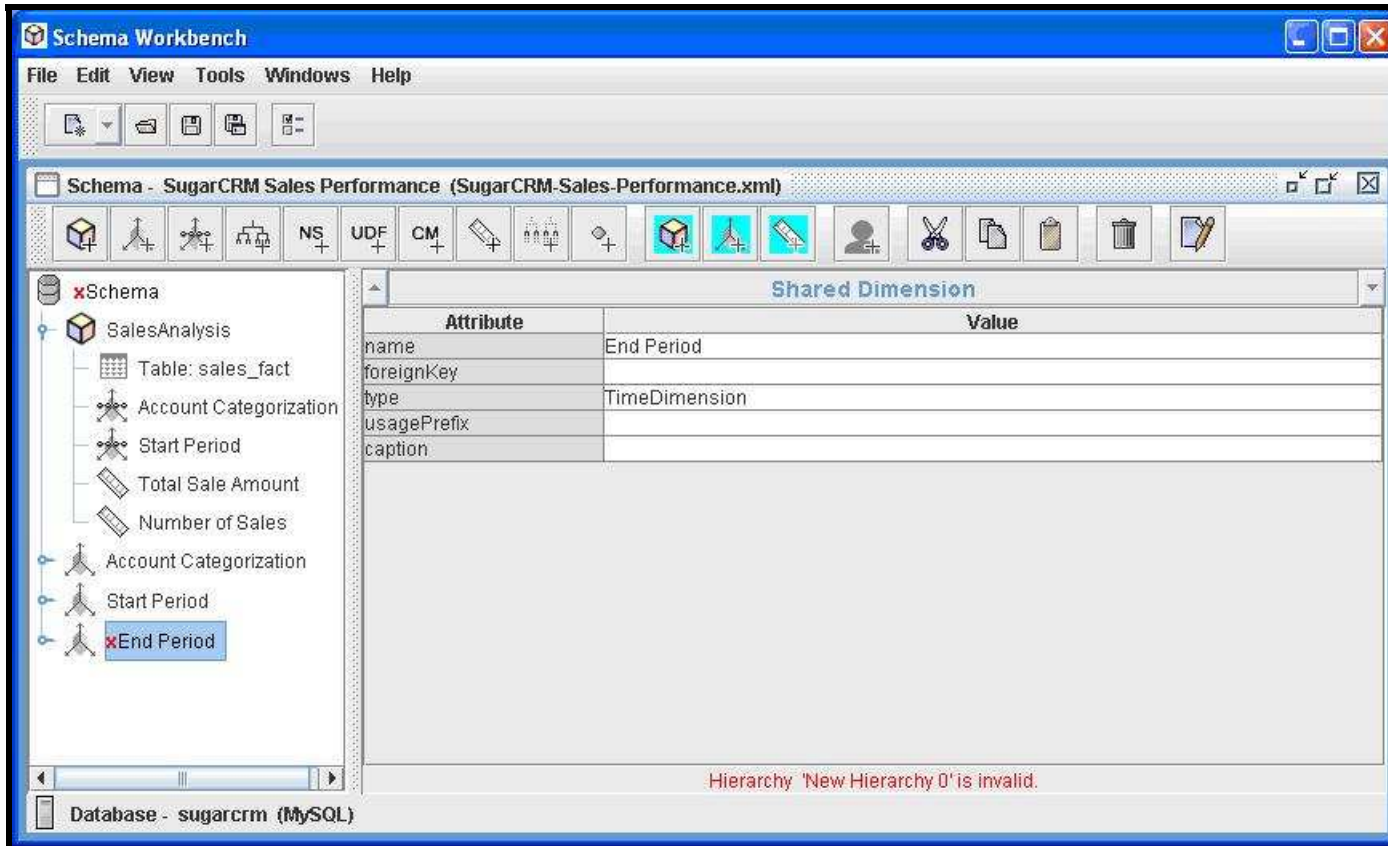 Schema Workbench
File Edit View Tools Windows Help
Schema - SugarCRM Sales Performance (SugarCRM-Sales-Performance.xml)
NS UDF CM
xSchema
SalesAnalysis
Table: sales_fact
Account Categorization
Start Period
Total Sale Amount
Number of Sales
Account Categorization
Start Period
xEnd Period
Shared Dimension
Attribute Value
name End Period
foreignKey
type TimeDimension
usagePrefix
caption
Hierarchy 'New Hierarchy 0' is invalid.
Database - sugarcrm (MySQL)